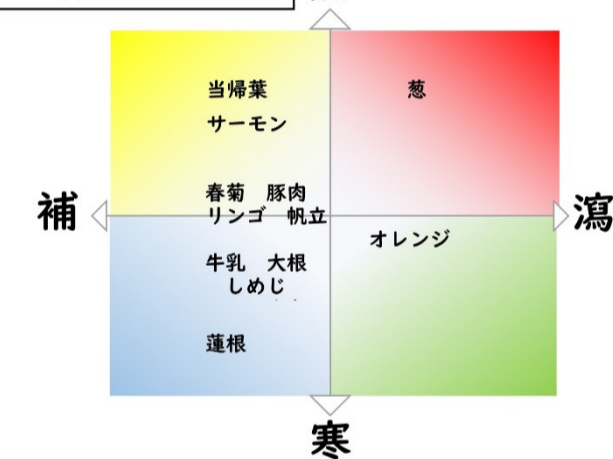 当帰葉 葱
サーモン
春菊 豚肉
補 リンゴ 帆立 瀉
オレンジ
牛乳 大根
しめじ
蓮根
寒